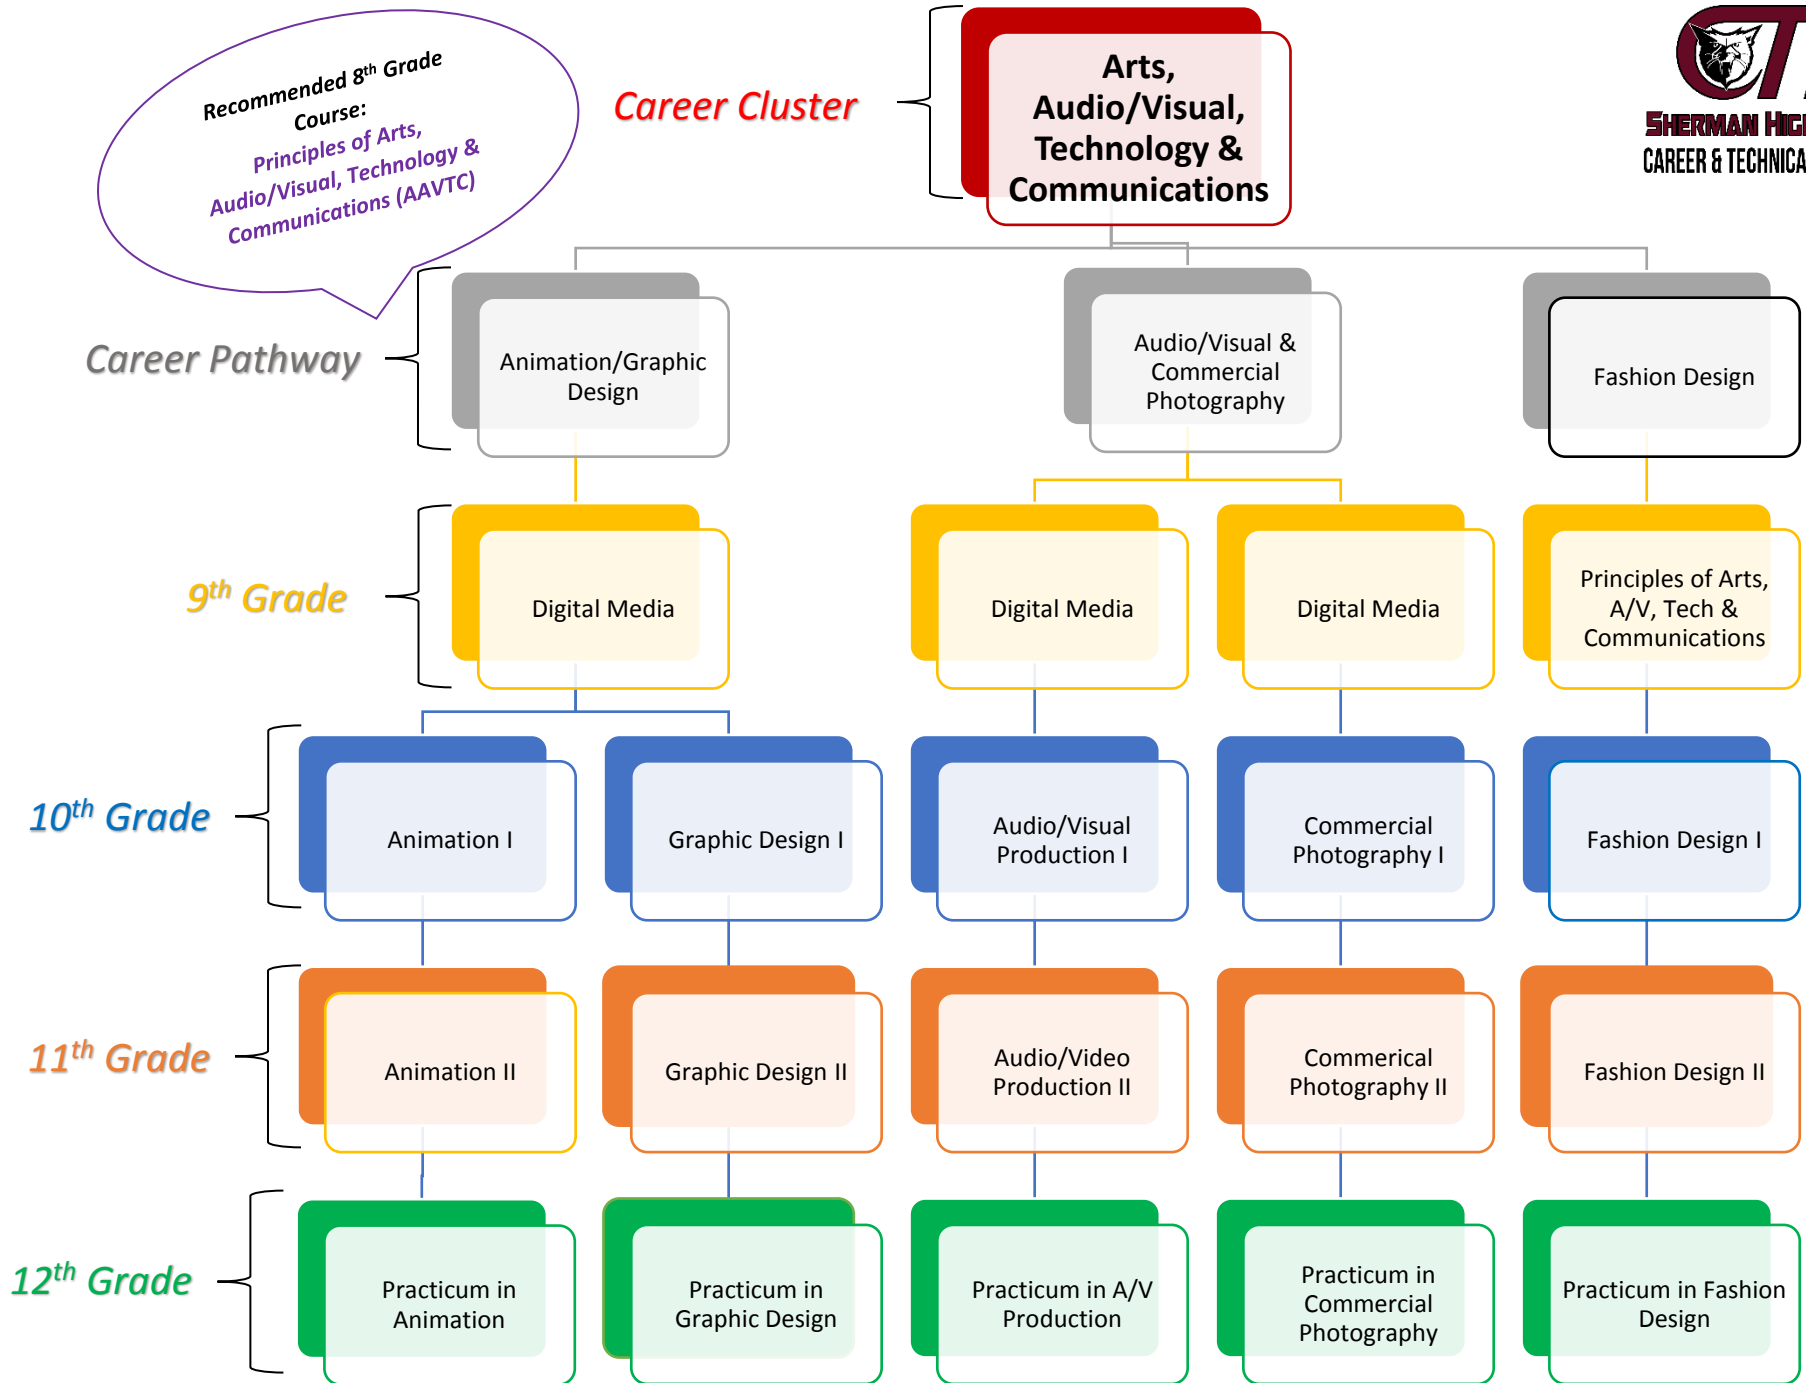 Recommended 8th Grade
Course:
Principles of Arts,
Audio/Visual, Technology &
Communications (AAVTC)
Career Cluster
Arts,
Audio/Visual,
Technology &
Communications
SHERMAN HIG
CAREER & TECHNICA
Career Pathway
Animation/Graphic
Design
Audio/Visual &
Commercial
Photography
Fashion Design
9th Grade
Digital Media
Digital Media
Digital Media
Principles of Arts,
A/V, Tech &
Communications
10th Grade
Animation I
Graphic Design I
Audio/Visual
Production I
Commercial
Photography I
Fashion Design I
11th Grade
Animation II
Graphic Design II
Audio/Video
Production II
Commerical
Photography II
Fashion Design II
12th Grade
Practicum in
Animation
Practicum in
Graphic Design
Practicum in A/V
Production
Practicum in
Commercial
Photography
Practicum in Fashion
Design